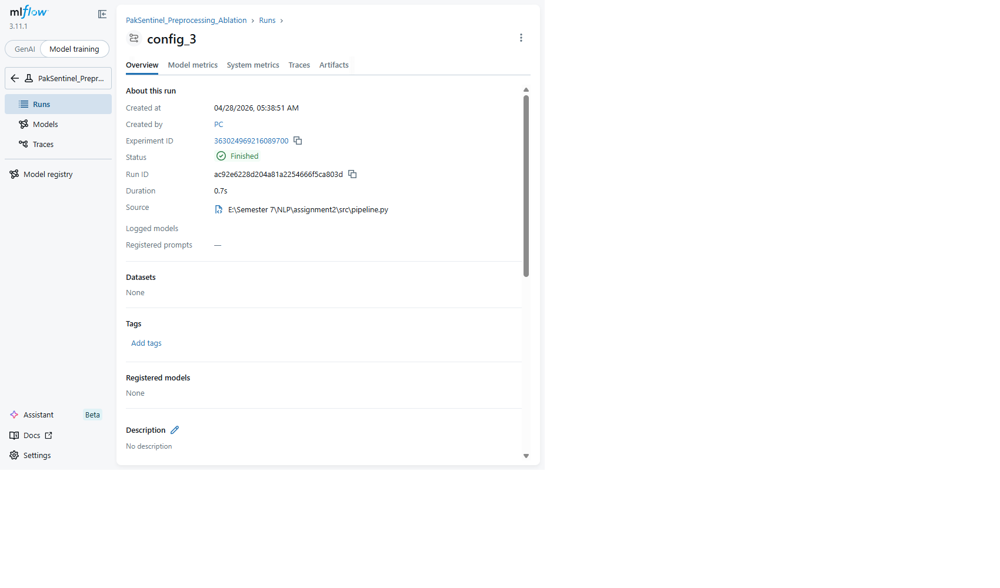 mlflow
3.11.1
GenAI
Model training
PakSentinel_Prepr...
Runs
Models
Traces
Model registry
Assistant
Beta
Docs
Settings
PakSentinel_Preprocessing_Ablation › Runs ›
config_3
Overview Model metrics System metrics Traces Artifacts
About this run
Created at 04/28/2026, 05:38:51 AM
Created by PC
Experiment ID 363024969216089700
Status Finished
Run ID ac92e6228d204a81a2254666f5ca803d
Duration 0.7s
Source E:\Semester 7\NLP\assignment2\src\pipeline.py
Logged models
Registered prompts —
Datasets
None
Tags
Add tags
Registered models
None
Description
No description